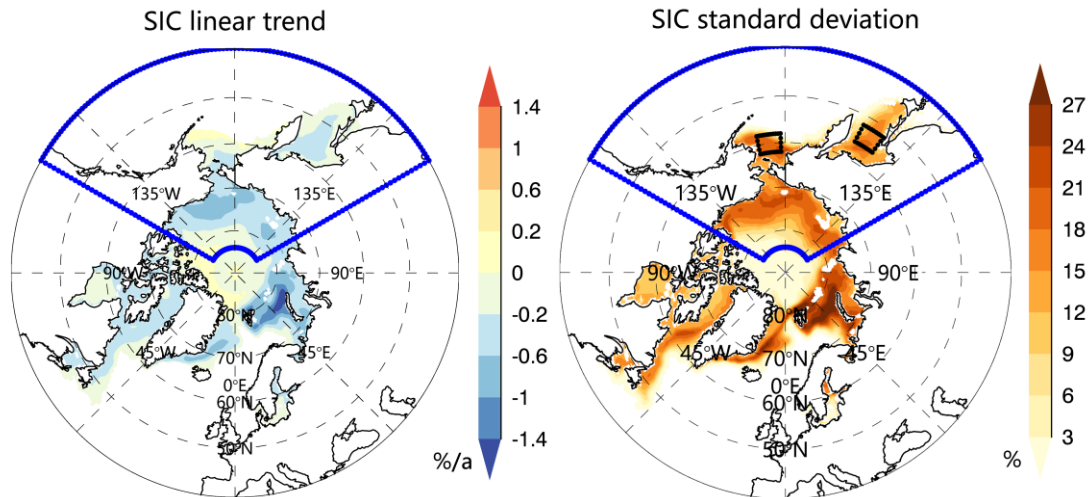 SIC linear trend
135°W
135°E
90°W
90°E
80°N
45°W
70°N
45°E
0°E
60°N
50°N
1.4
1
0.6
0.2
0
-0.2
-0.6
-1
-1.4
%/a
SIC standard deviation
135°W
135°E
90°W
90°E
80°N
45°W
70°N
45°E
0°E
60°N
50°N
27
24
21
18
15
12
9
6
3
%